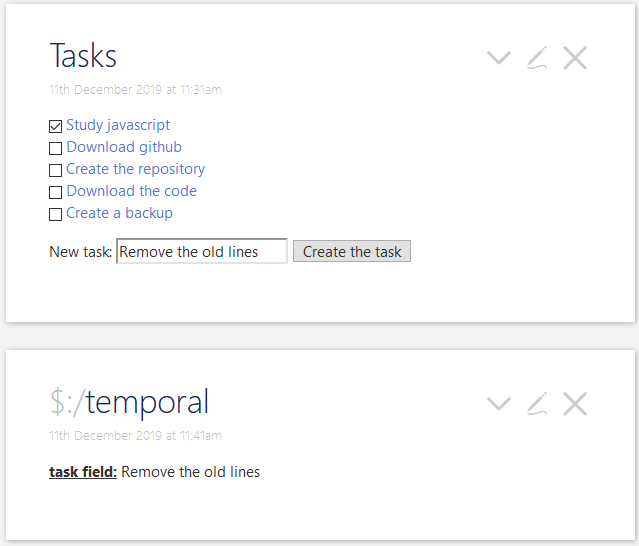 Tasks
11th December 2019 at 11:31am
Study javascript
Download github
Create the repository
Download the code
Create a backup
New task: Remove the old lines Create the task
$:/temporal
11th December 2019 at 11:41am
task field: Remove the old lines